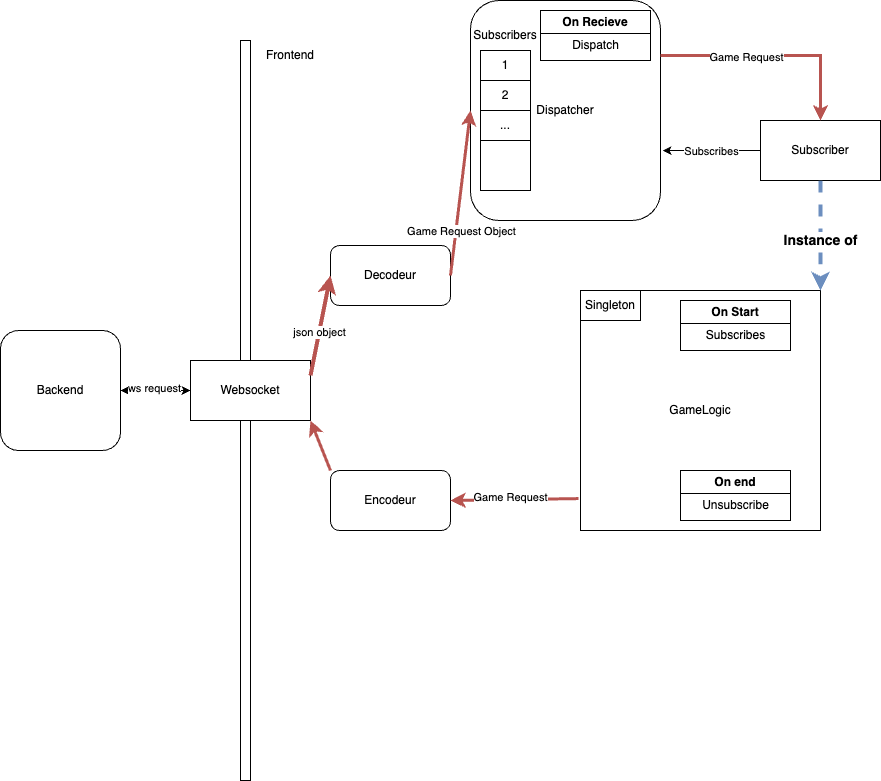 On Recieve
Subscribers
Dispatch
Frontend
Game Request
1
2
Dispatcher
...
Subscriber
Subscribes
Game Request Object
Instance of
Decodeur
Singleton
On Start
Subscribes
json object
Backend
ws request
Websocket
GameLogic
On end
Encodeur
Game Request
Unsubscribe